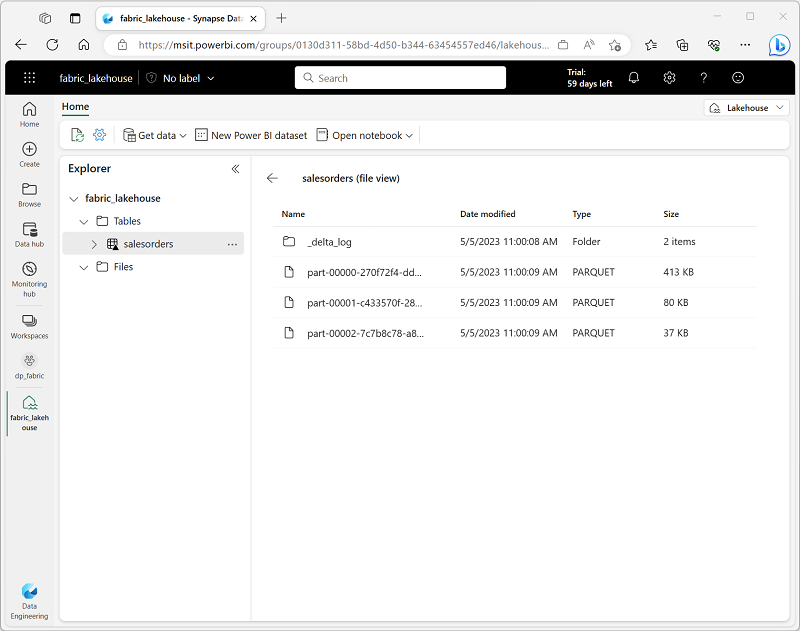 fabric_lakehouse - Synapse Data
https://msit.powerbi.com/groups/0130d311-58bd-4d50-b344-63454557ed46/lakehous...
fabric_lakehouse
No label
Search
Trial:
59 days left
Home
Lakehouse
Get data
New Power BI dataset
Open notebook
Home
Create
Browse
Data hub
Monitoring
hub
Workspaces
dp_fabric
fabric_lakeh
ouse
Data
Engineering
Explorer
fabric_lakehouse
Tables
salesorders
Files
salesorders (file view)
Name Date modified Type Size
_delta_log 5/5/2023 11:00:08 AM Folder 2 items
part-00000-270f72f4-dd... 5/5/2023 11:00:09 AM PARQUET 413 KB
part-00001-c433570f-28... 5/5/2023 11:00:09 AM PARQUET 80 KB
part-00002-7c7b8c78-a8... 5/5/2023 11:00:09 AM PARQUET 37 KB